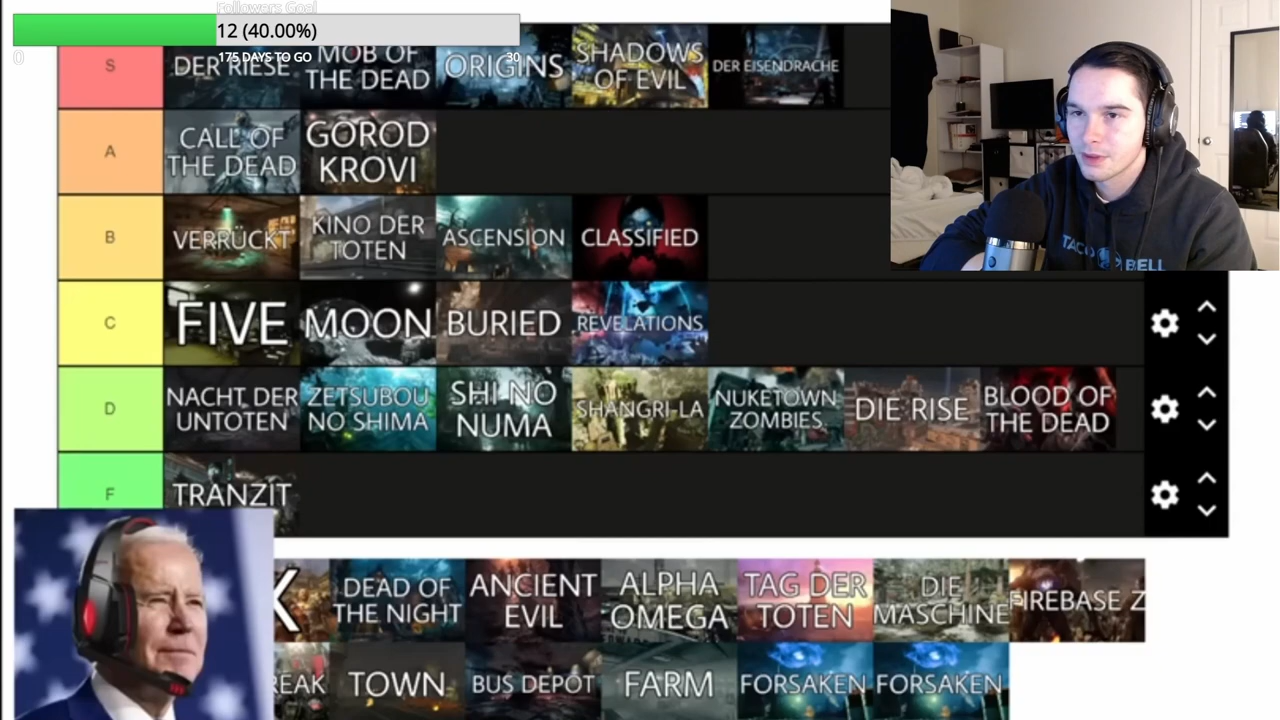 Followers Goal
12 (40.00%)
0
175 DAYS TO GO
30
S
DER RIESE
MOB OF
THE DEAD
ORIGINS
SHADOWS
OF EVIL
DER EISENDRACHE
A
CALL OF
THE DEAD
GOROD
KROVI
B
VERRÜCKT
KINO DER
TOTEN
ASCENSION
CLASSIFIED
C
FIVE
MOON
BURIED
REVELATIONS
D
NACHT DER
UNTOTEN
ZETSUBOU
NO SHIMA
SHI NO
NUMA
SHANGRI-LA
NUKETOWN
ZOMBIES
DIE RISE
BLOOD OF
THE DEAD
F
TRANZIT
X
DEAD OF
THE NIGHT
ANCIENT
EVIL
ALPHA
OMEGA
TAG DER
TOTEN
DIE
MASCHINE
FIREBASE Z
REAK
TOWN
BUS DEPOT
FARM
FORSAKEN
FORSAKEN
TACO BELL